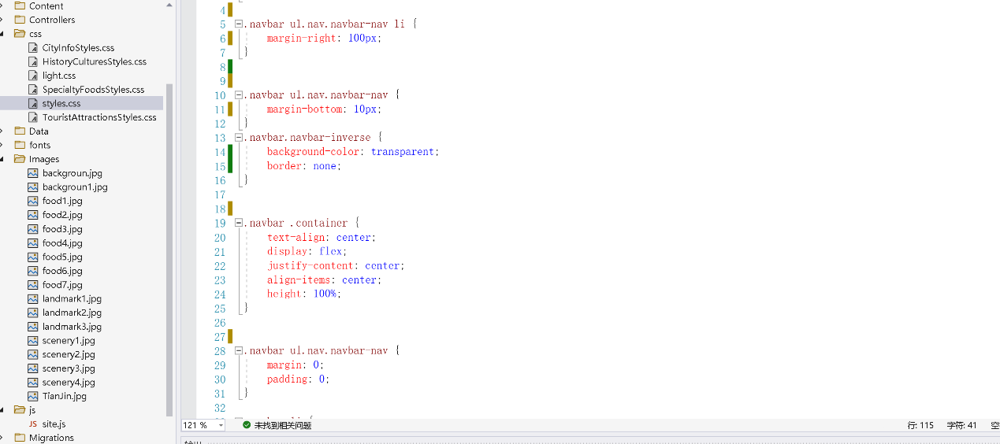 Content
Controllers
css
CityInfoStyles.css
HistoryCulturesStyles.css
light.css
SpecialtyFoodsStyles.css
styles.css
TouristAttractionsStyles.css
Data
fonts
Images
backgroun.jpg
backgroun1.jpg
food1.jpg
food2.jpg
food3.jpg
food4.jpg
food5.jpg
food6.jpg
food7.jpg
landmark1.jpg
landmark2.jpg
landmark3.jpg
scenery1.jpg
scenery2.jpg
scenery3.jpg
scenery4.jpg
TianJin.jpg
js
JS site.js
Migrations
4
5 .navbar ul.nav.navbar-nav li {
6 margin-right: 100px;
7 }
8
9
10 .navbar ul.nav.navbar-nav {
11 margin-bottom: 10px;
12 }
13 .navbar.navbar-inverse {
14 background-color: transparent;
15 border: none;
16 }
17
18
19 .navbar .container {
20 text-align: center;
21 display: flex;
22 justify-content: center;
23 align-items: center;
24 height: 100%;
25 }
26
27
28 .navbar ul.nav.navbar-nav {
29 margin: 0;
30 padding: 0;
31 }
32
121 % 未找到相关问题 行: 115 字符: 41 空